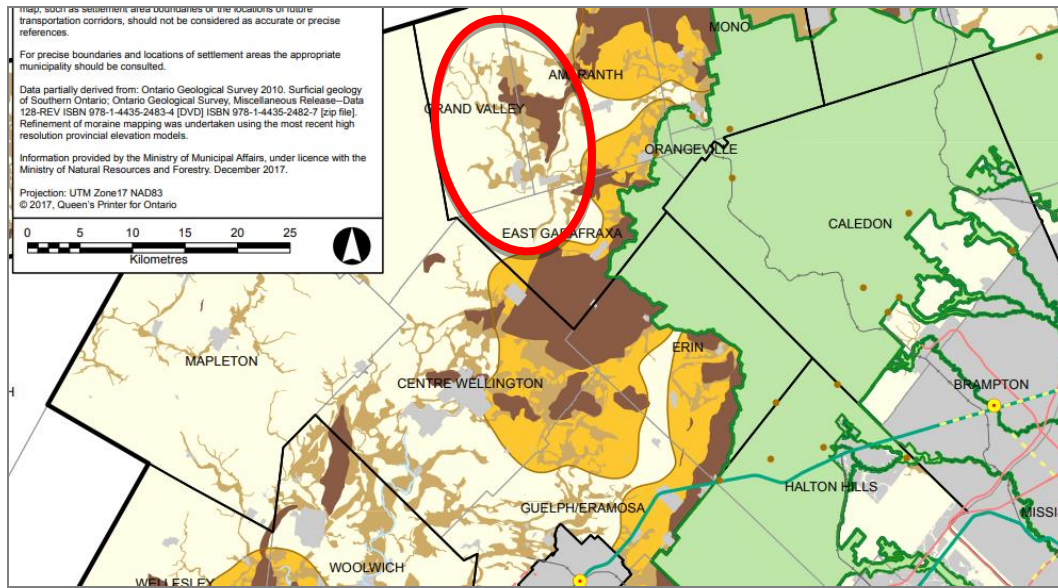 map, such as settlement area boundaries or the locations of future
transportation corridors, should not be considered as accurate or precise
references.
For precise boundaries and locations of settlement areas the appropriate
municipality should be consulted.
Data partially derived from: Ontario Geological Survey 2010. Surficial geology
of Southern Ontario; Ontario Geological Survey, Miscellaneous Release–Data
128-REV ISBN 978-1-4435-2483-4 [DVD] ISBN 978-1-4435-2482-7 [zip file].
Refinement of moraine mapping was undertaken using the most recent high
resolution provincial elevation models.
Information provided by the Ministry of Municipal Affairs, under licence with the
Ministry of Natural Resources and Forestry. December 2017.
Projection: UTM Zone17 NAD83
© 2017, Queen's Printer for Ontario
0 5 10 15 20 25
Kilometres
MONO
AMARANTH
GRAND VALLEY
ORANGEVILLE
CALEDON
EAST GARAFRAXA
MAPLETON
ERIN
CENTRE WELLINGTON
BRAMPTON
HALTON HILLS
GUELPH/ERAMOSA
MISSI
WOOLWICH
WELLESLEY